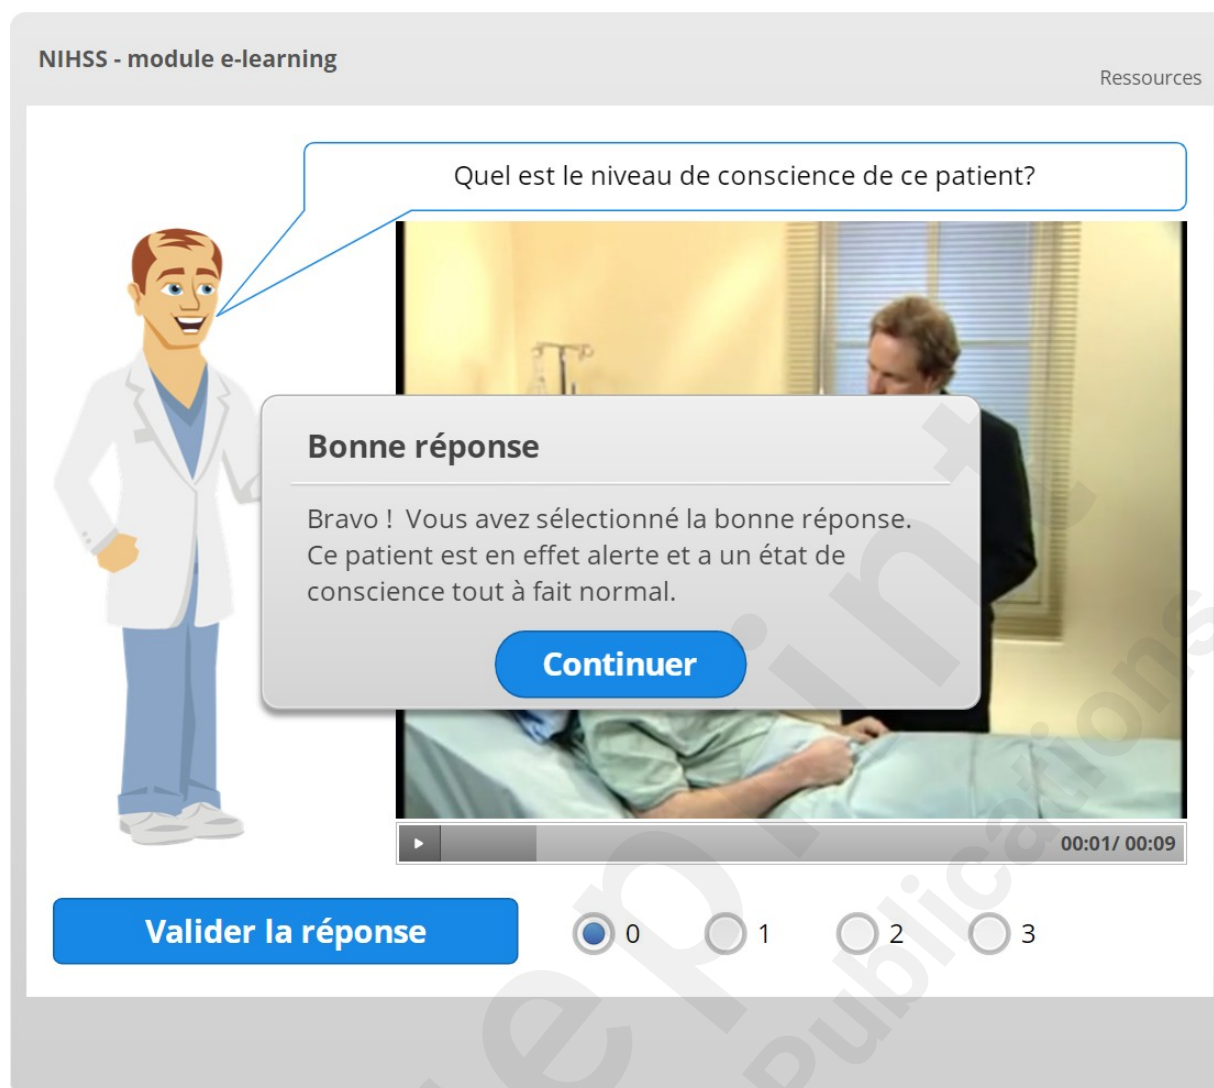 NIHSS - module e-learning
Ressources
Quel est le niveau de conscience de ce patient?
Bonne réponse
Bravo ! Vous avez sélectionné la bonne réponse.
Ce patient est en effet alerte et a un état de
conscience tout à fait normal.
Continuer
00:01/ 00:09
Valider la réponse
0
1
2
3
Publications